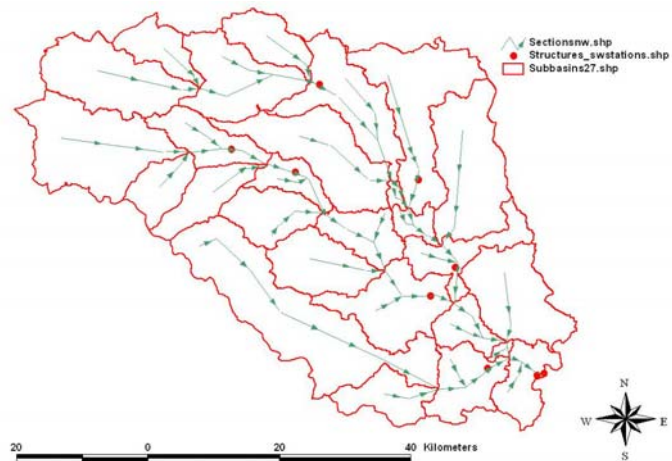 Sectionsnw.shp
Structures_swstations.shp
Subbasins27.shp
N
W E
S
20 0 20 40 Kilometers